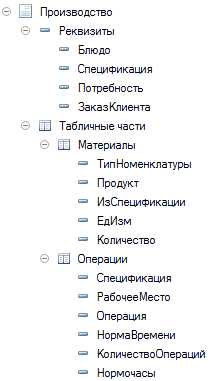 Производство
Реквизиты
Блюдо
Спецификация
Потребность
ЗаказКлиента
Табличные части
Материалы
ТипНоменклатуры
Продукт
ИзСпецификации
ЕдИзм
Количество
Операции
Спецификация
РабочееМесто
Операция
НормаВремени
КоличествоОпераций
Нормочасы